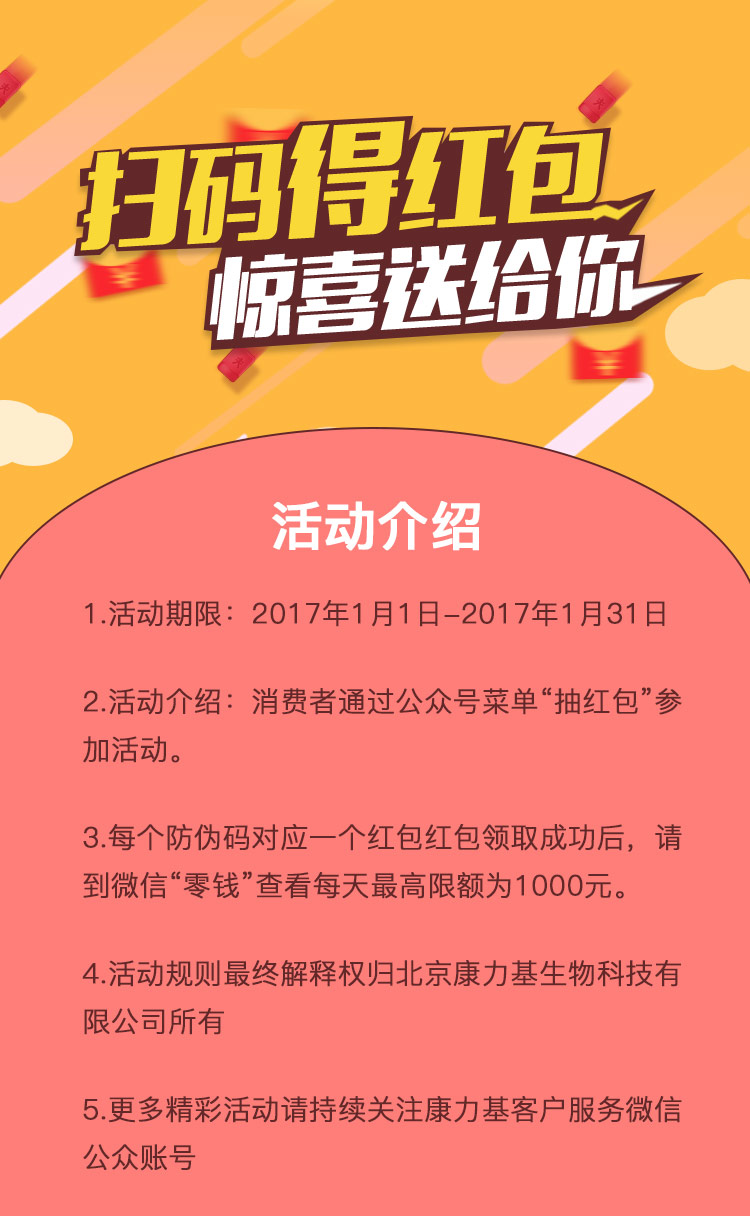 扫码得红包
惊喜送给你
活动介绍
1.活动期限：2017年1月1日-2017年1月31日
2.活动介绍：消费者通过公众号菜单“抽红包”参
加活动。
3.每个防伪码对应一个红包红包领取成功后，请
到微信“零钱”查看每天最高限额为1000元。
4.活动规则最终解释权归北京康力基生物科技有
限公司所有
5.更多精彩活动请持续关注康力基客户服务微信
公众账号